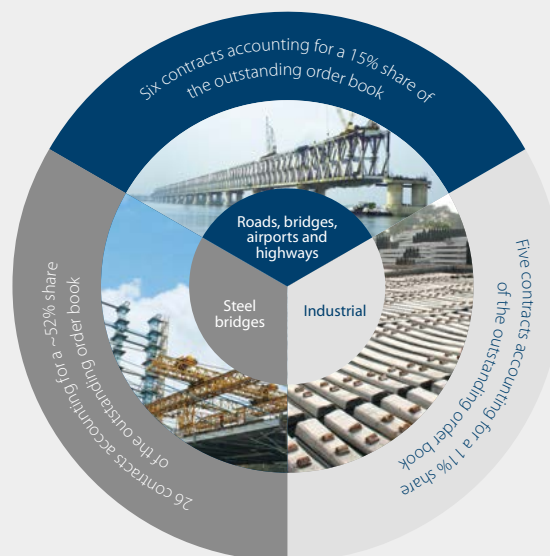 Six contracts accounting for a 15% share of
the outstanding order book
Roads, bridges,
airports and
highways
Steel
bridges
Industrial
Five contracts accounting for a 11% share
of the outstanding order book
26 contracts accounting for a ~52% share
of the outstanding order book